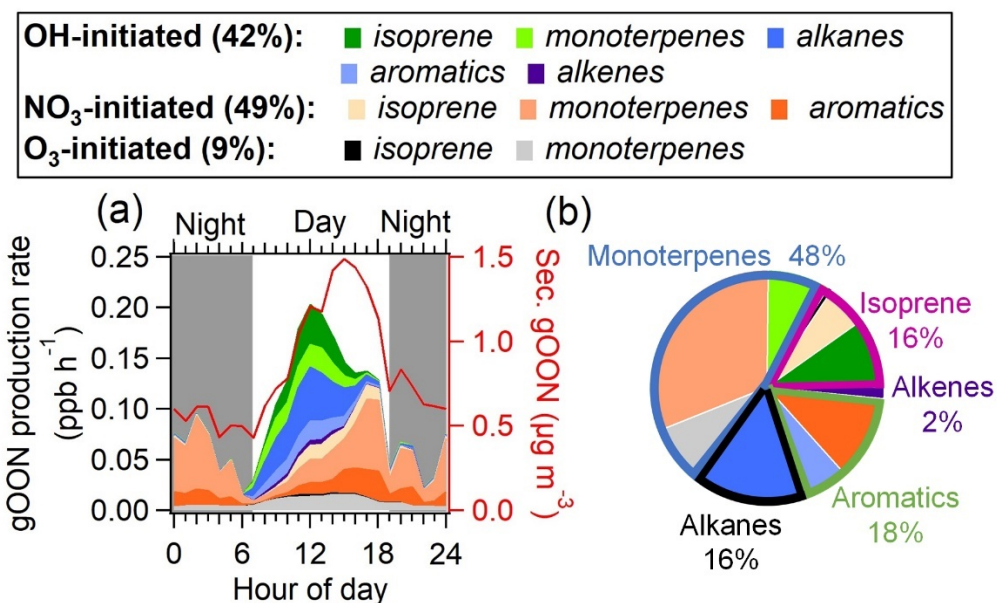 OH-initiated (42%): isoprene monoterpenes alkanes
aromatics alkenes
NO₃-initiated (49%): isoprene monoterpenes aromatics
O₃-initiated (9%): isoprene monoterpenes
(a)
Night Day Night
gOON production rate
(ppb h⁻¹)
0.25
0.20
0.15
0.10
0.05
0.00
1.5
1.0
0.5
0.0
Sec. gOON (μg m⁻³)
0 6 12 18 24
Hour of day
(b)
Monoterpenes 48%
Isoprene
16%
Alkenes
2%
Aromatics
18%
Alkanes
16%